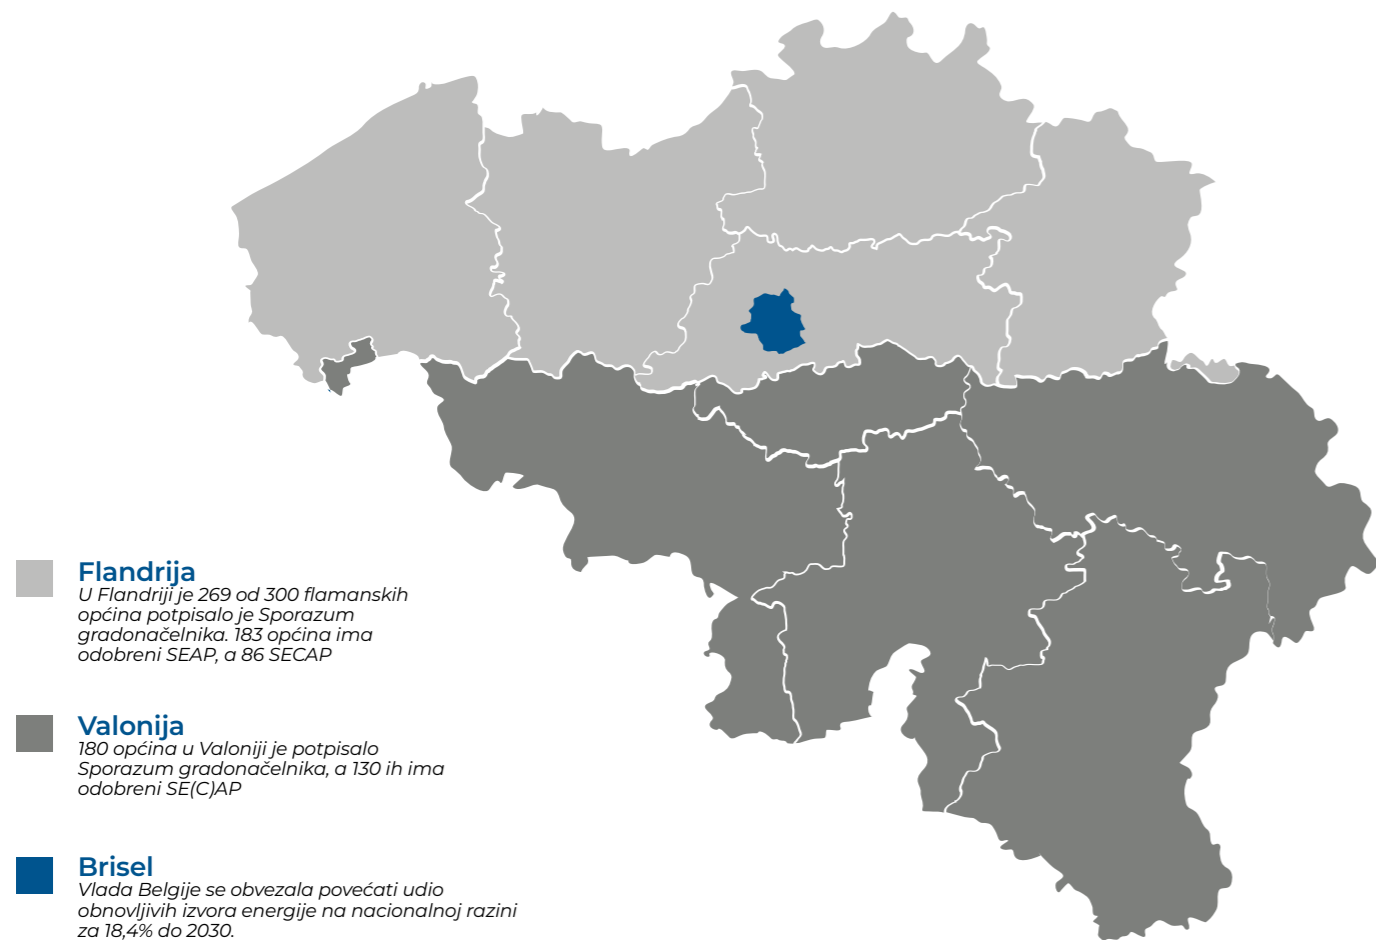 Flandrija
U Flandriji je 269 od 300 flamanskih
općina potpisalo je Sporazum
gradonačelnika. 183 općina ima
odobreni SEAP, a 86 SECAP
Valonija
180 općina u Valoniji je potpisalo
Sporazum gradonačelnika, a 130 ih ima
odobreni SE(C)AP
Brisel
Vlada Belgije se obvezala povećati udio
obnovljivih izvora energije na nacionalnoj razini
za 18,4% do 2030.